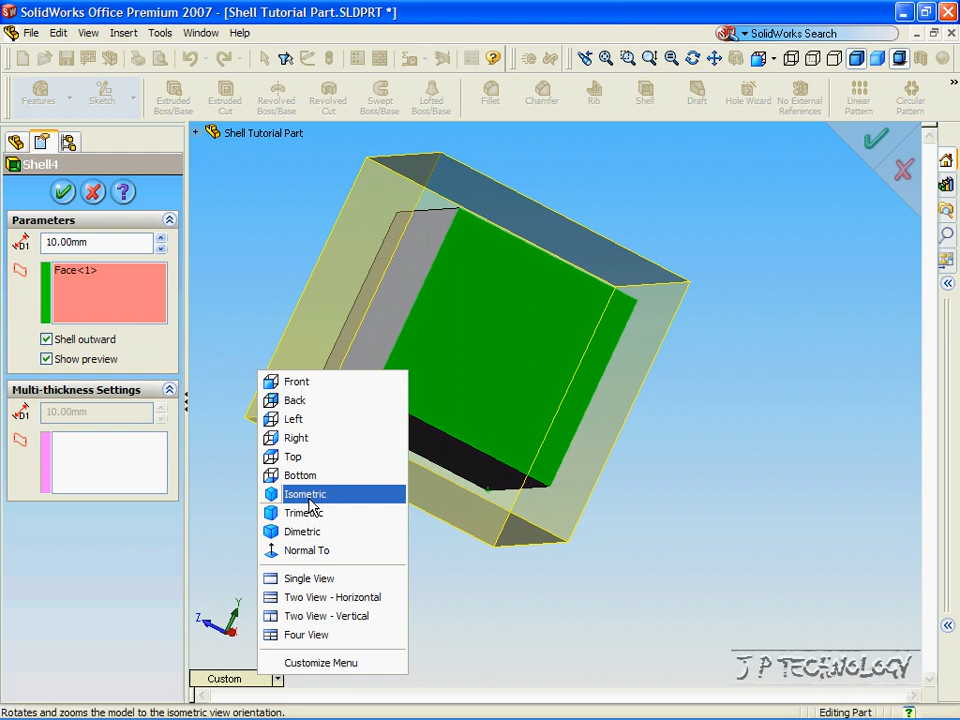 SolidWorks Office Premium 2007 - [Shell Tutorial Part.SLDPRT *]
File Edit View Insert Tools Window Help
SolidWorks Search
Features
Sketch
Extruded Boss/Base
Extruded Cut
Revolved Boss/Base
Revolved Cut
Swept Boss/Base
Lofted Boss/Base
Fillet
Chamfer
Rib
Shell
Draft
Hole Wizard
No External References
Linear Pattern
Circular Pattern
Shell Tutorial Part
Shell4
Parameters
D1
10.00mm
Face<1>
Shell outward
Show preview
Multi-thickness Settings
D1
10.00mm
Front
Back
Left
Right
Top
Bottom
Isometric
Trimetric
Dimetric
Normal To
Single View
Two View - Horizontal
Two View - Vertical
Four View
Customize Menu
Y
Z
Custom
J P TECHNOLOGY
Rotates and zooms the model to the isometric view orientation.
Editing Part